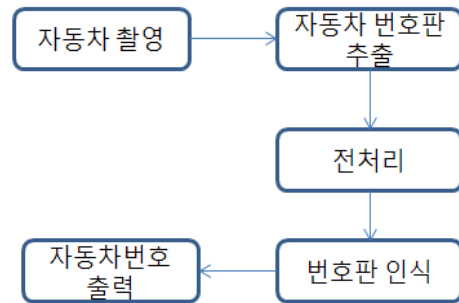 자동차 촬영
자동차 번호판
추출
전처리
번호판 인식
자동차번호
출력